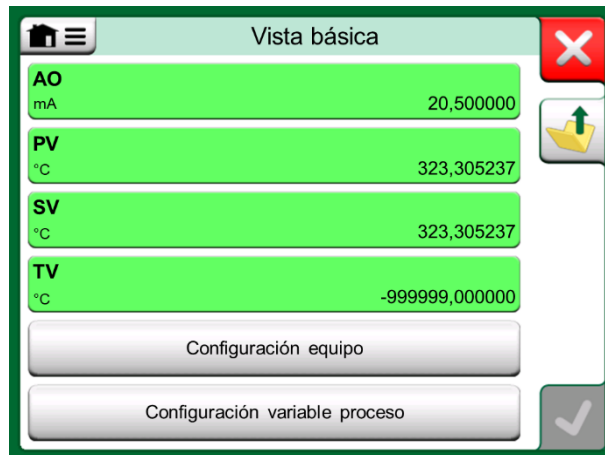 Vista básica
AO
mA 20,500000
PV
°C 323,305237
SV
°C 323,305237
TV
°C -999999,000000
Configuración equipo
Configuración variable proceso